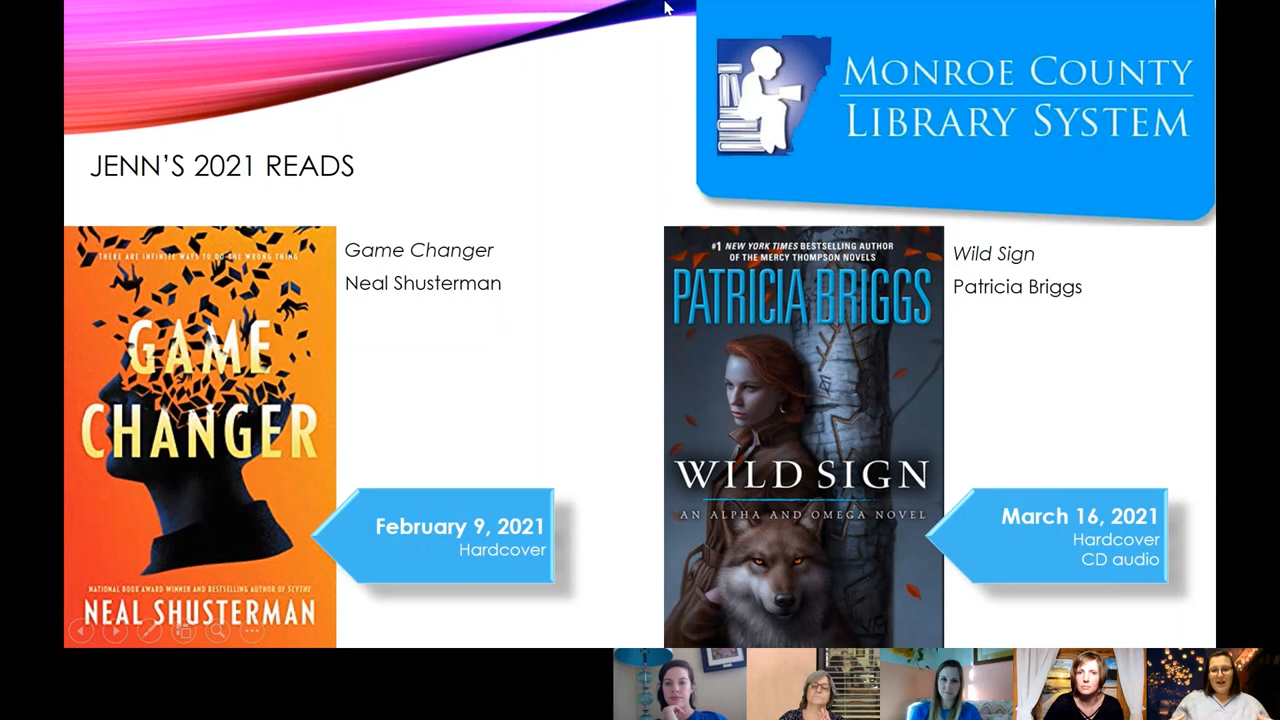 MONROE COUNTY
LIBRARY SYSTEM
JENN'S 2021 READS
THERE ARE INFINITE WAYS TO DO THE WRONG THING
GAME
CHANGER
NATIONAL BOOK AWARD WINNER AND BESTSELLING AUTHOR OF SCYTHE
NEAL SHUSTERMAN
Game Changer
Neal Shusterman
February 9, 2021
Hardcover
#1 NEW YORK TIMES BESTSELLING AUTHOR
OF THE MERCY THOMPSON NOVELS
PATRICIA BRIGGS
WILD SIGN
AN ALPHA AND OMEGA NOVEL
Wild Sign
Patricia Briggs
March 16, 2021
Hardcover
CD audio